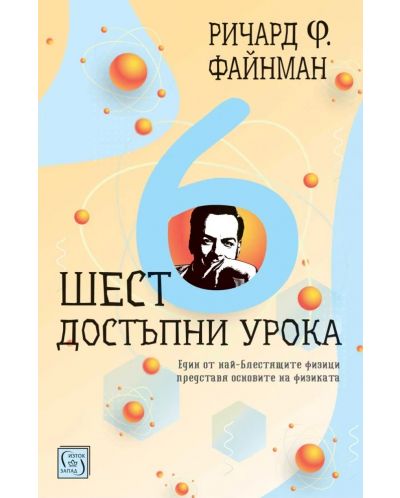 РИЧАРД Ф.
ФАЙНМАН
6
ШЕСТ
ДОСТЪПНИ УРОКА
Един от най-блестящите физици
представя основите на физиката
ИЗТОК
ЗАПАД